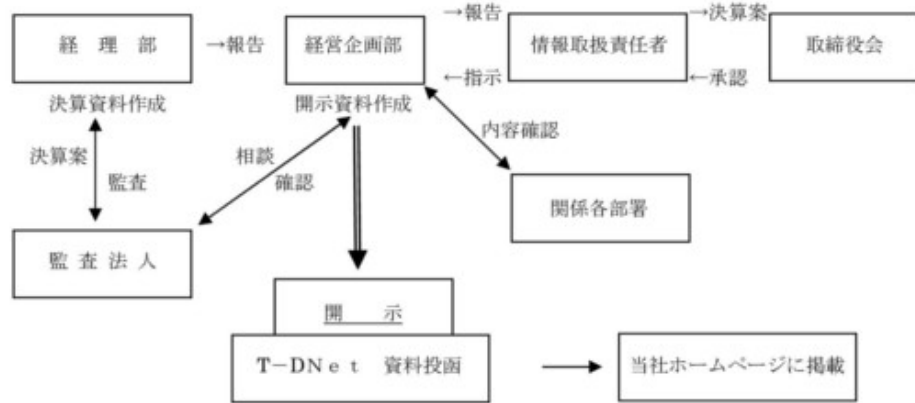 →報告 →決算案
経 理 部 →報告 経営企画部 情報取扱責任者 取締役会
←指示 ←承認
決算資料作成 開示資料作成
内容確認
決算案 相談
監査 確認
関係各部署
監 査 法 人
開 示
T－DNet 資料投函 当社ホームページに掲載